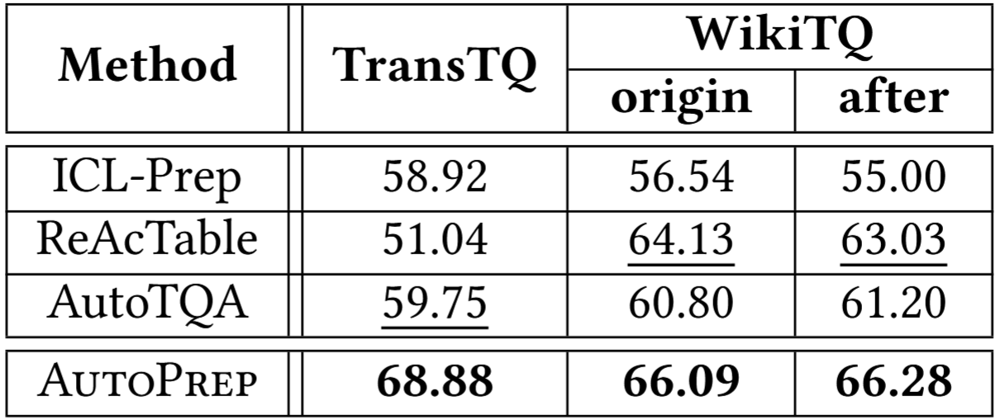 Method TransTQ WikiTQ
origin after
ICL-Prep 58.92 56.54 55.00
ReAcTable 51.04 64.13 63.03
AutoTQA 59.75 60.80 61.20
AutoPrep 68.88 66.09 66.28